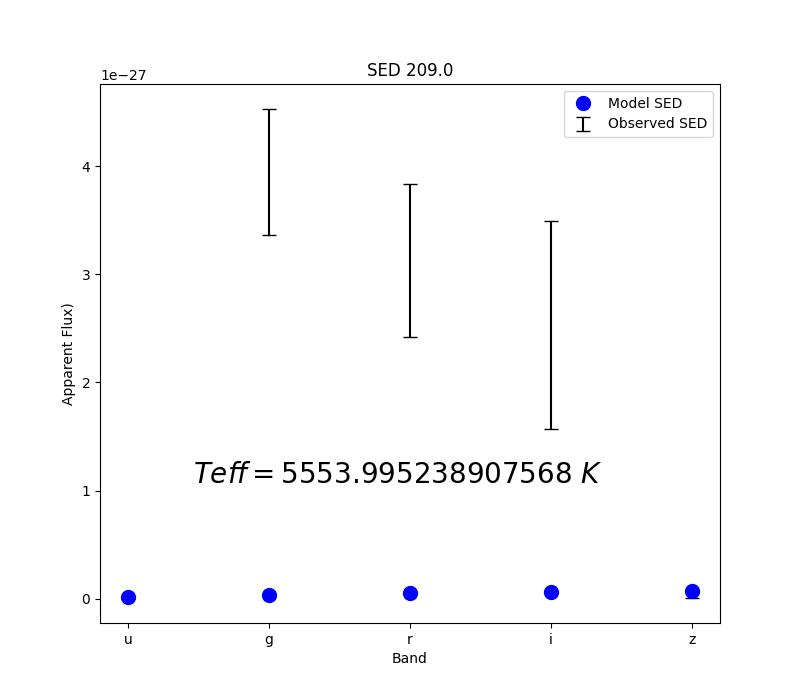 SED 209.0
1e−27
Model SED
Observed SED
4
3
2
1
0
Apparent Flux)
Teff = 5553.995238907568 K
u g r i z
Band